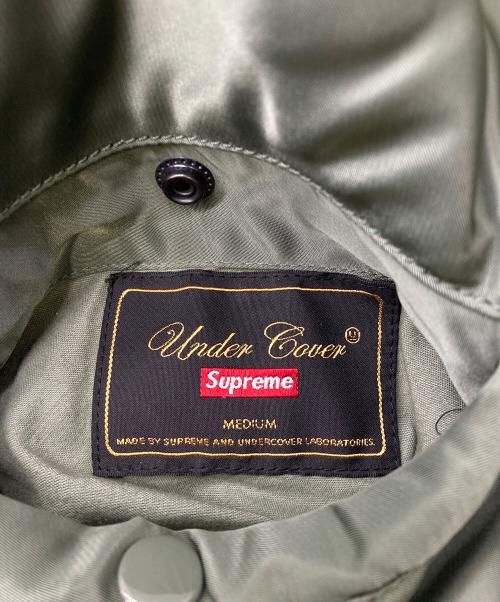 Under Cover
Supreme
MEDIUM
MADE BY SUPREME AND UNDERCOVER LABORATORIES.